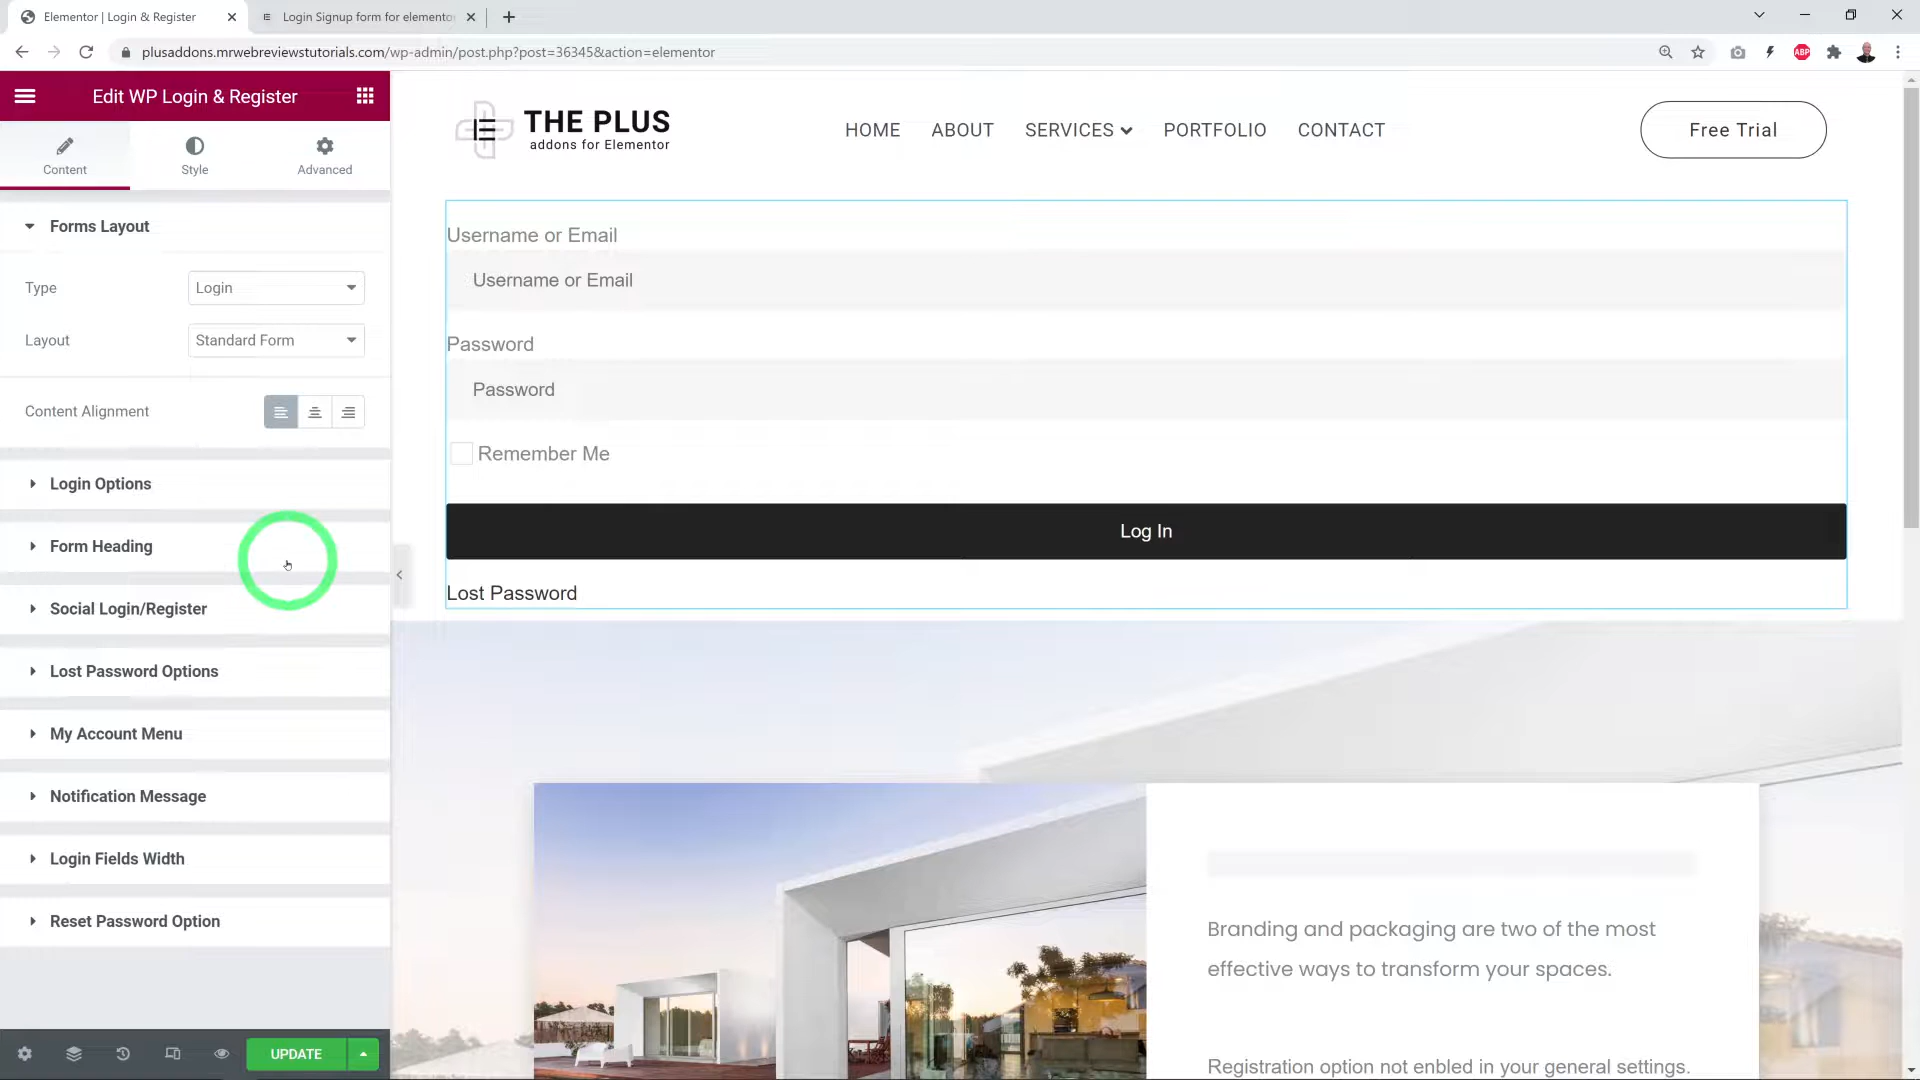 Elementor | Login & Register
Login Signup form for elementor
plusaddons.mrwebreviewstutorials.com/wp-admin/post.php?post=36345&action=elementor
ABP
Edit WP Login & Register
Content
Style
Advanced
Forms Layout
Type
Login
Layout
Standard Form
Content Alignment
Login Options
Form Heading
Social Login/Register
Lost Password Options
My Account Menu
Notification Message
Login Fields Width
Reset Password Option
UPDATE
THE PLUS
addons for Elementor
HOME
ABOUT
SERVICES
PORTFOLIO
CONTACT
Free Trial
Username or Email
Username or Email
Password
Password
Remember Me
Log In
Lost Password
Branding and packaging are two of the most
effective ways to transform your spaces.
Registration option not enbled in your general settings.